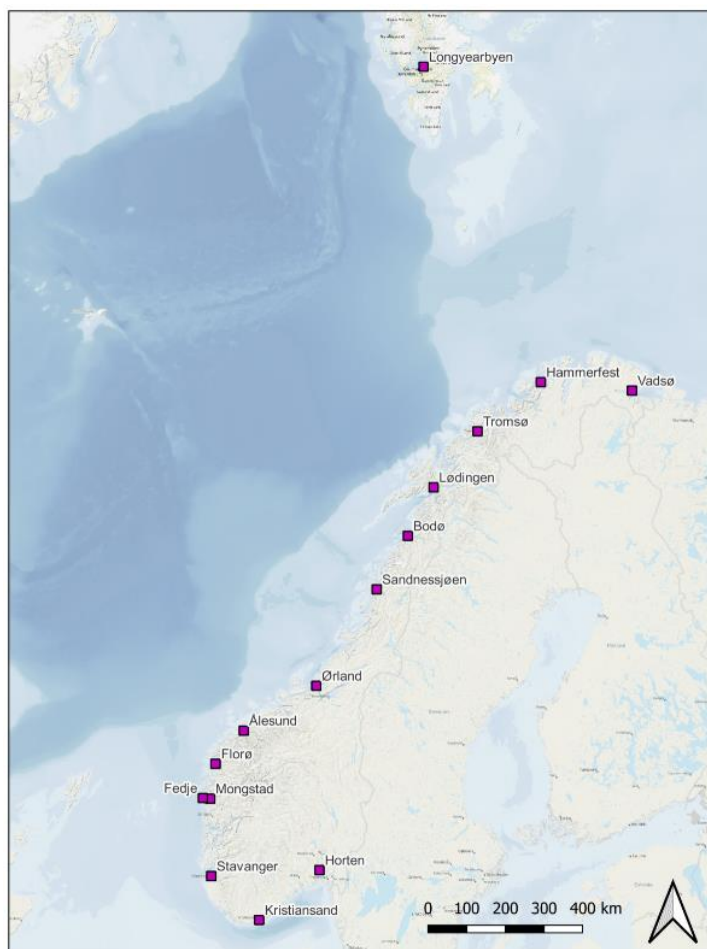 Longyearbyen
Hammerfest
Vadsø
Tromsø
Lødingen
Bodø
Sandnessjøen
Ørland
Ålesund
Florø
Fedje
Mongstad
Stavanger
Horten
Kristiansand
0 100 200 300 400 km